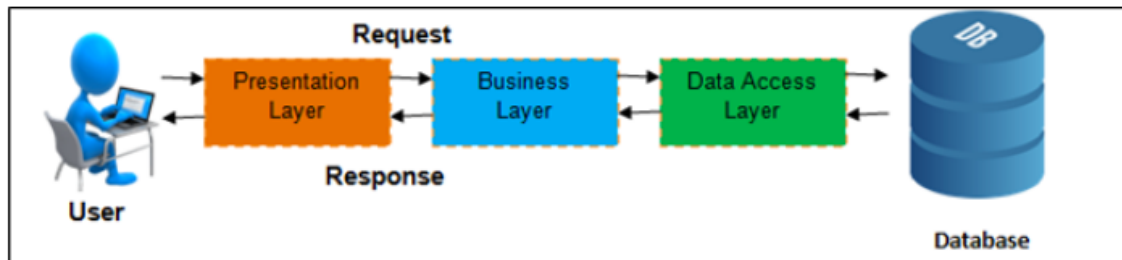 Request
DB
Presentation
Layer
Business
Layer
Data Access
Layer
Response
User
Database